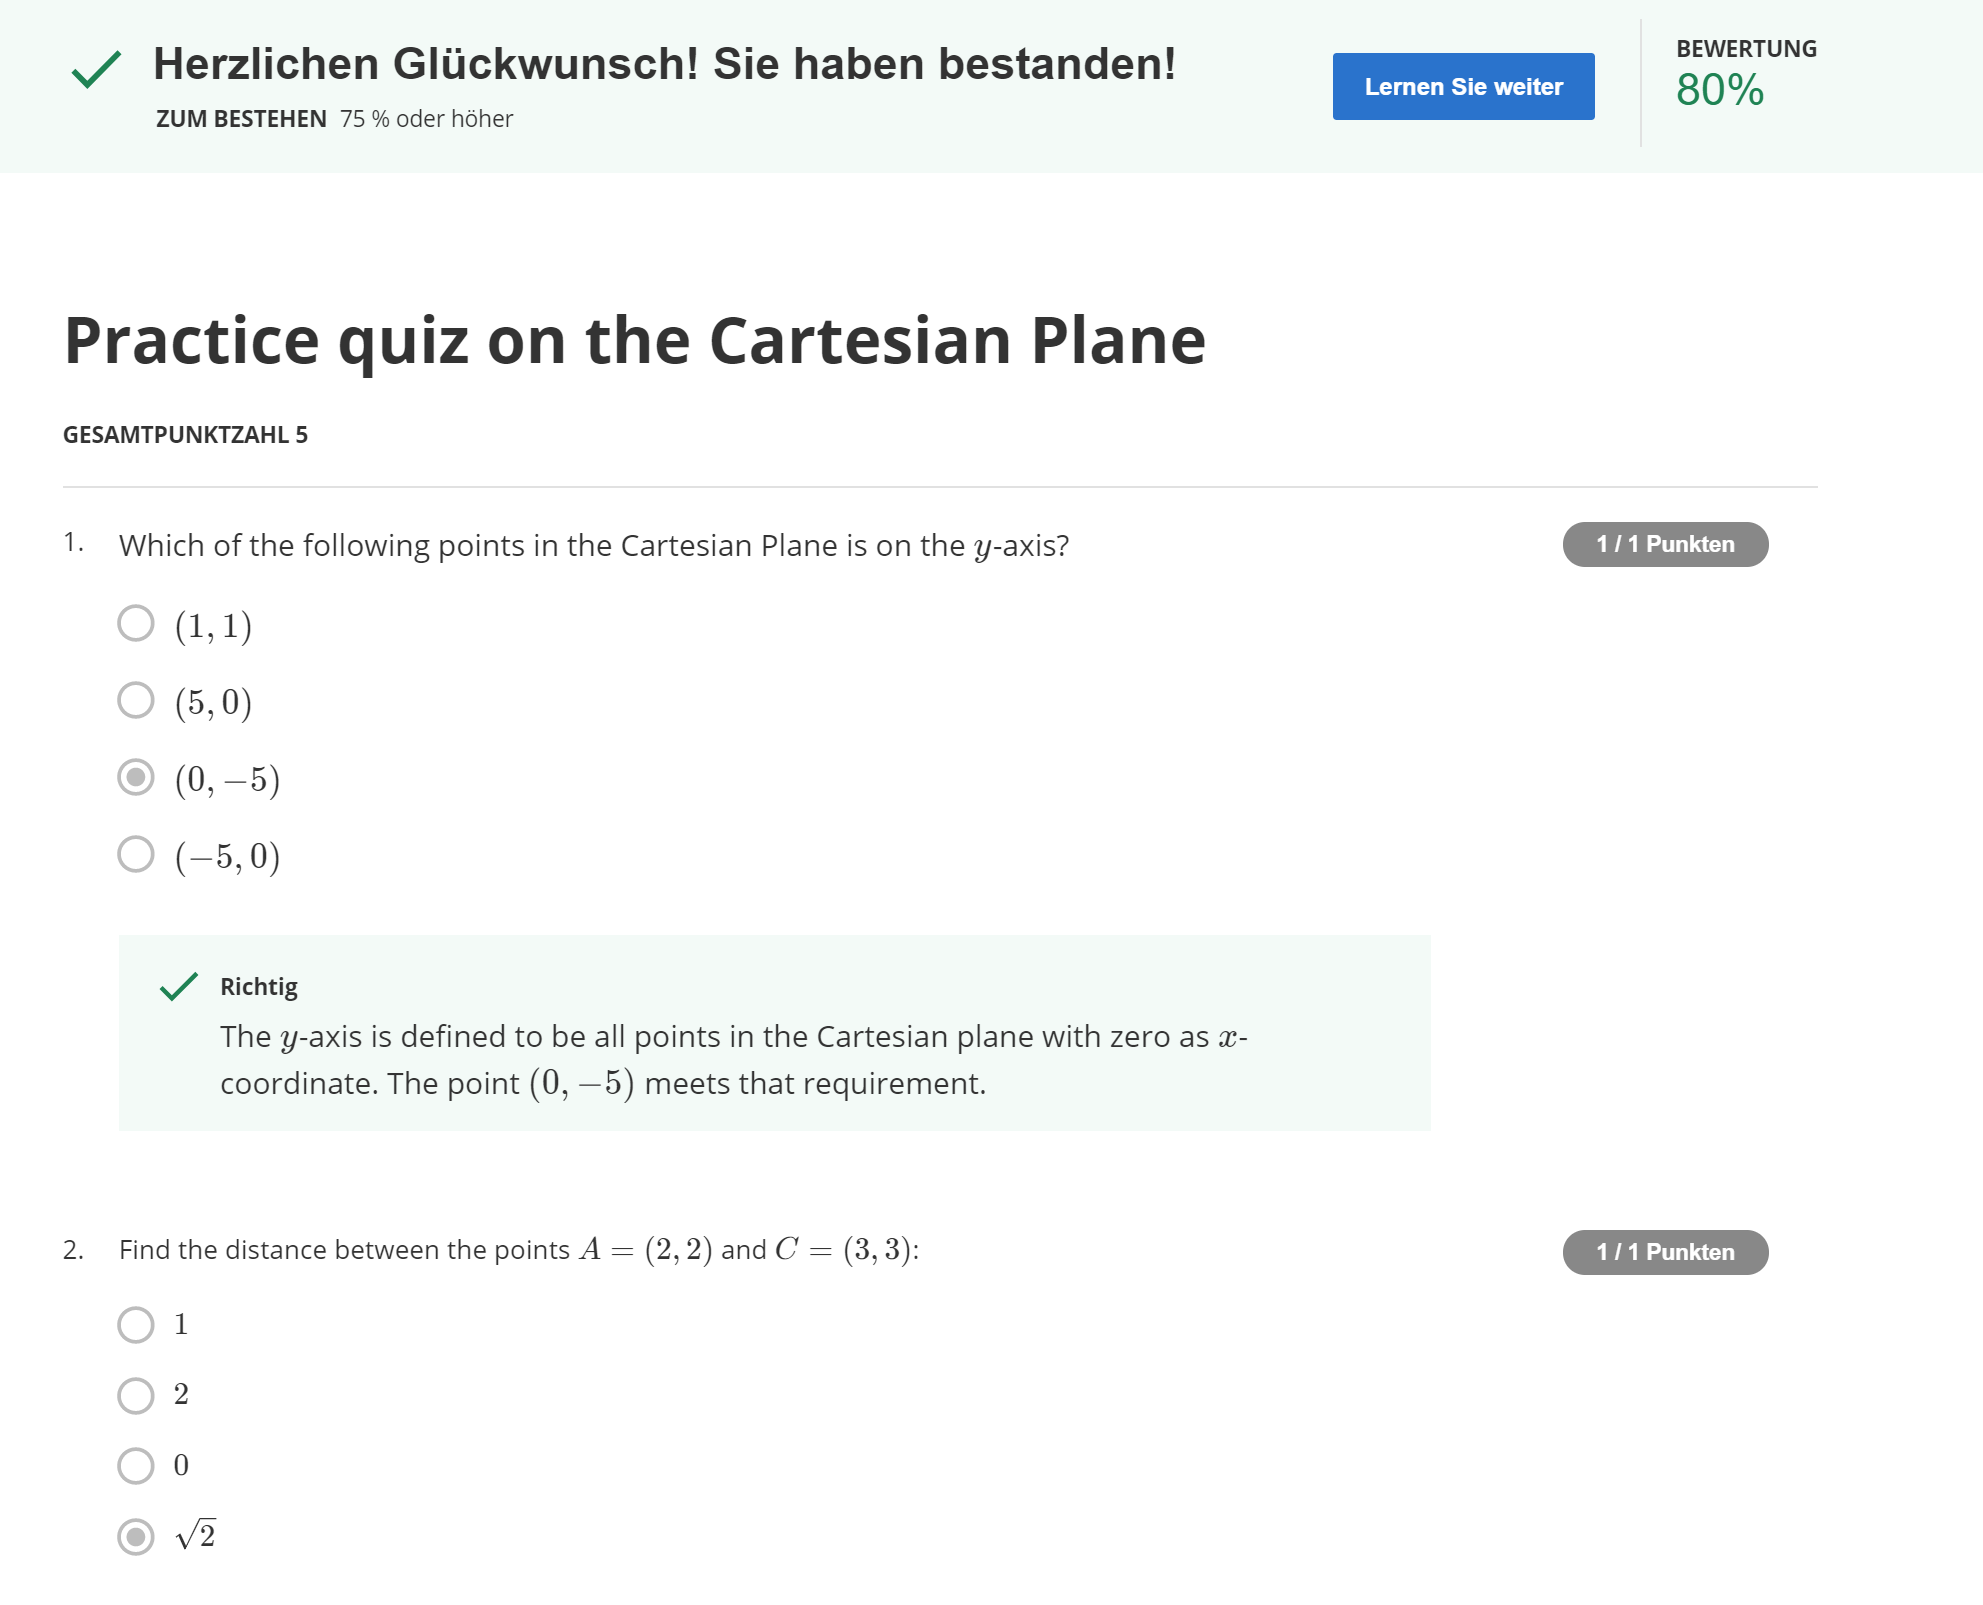 Herzlichen Glückwunsch! Sie haben bestanden!
ZUM BESTEHEN 75 % oder höher
Lernen Sie weiter
BEWERTUNG
80%
Practice quiz on the Cartesian Plane
GESAMTPUNKTZAHL 5
1. Which of the following points in the Cartesian Plane is on the y-axis?
1 / 1 Punkten
(1, 1)
(5, 0)
(0, −5)
(−5, 0)
Richtig
The y-axis is defined to be all points in the Cartesian plane with zero as x-
coordinate. The point (0, −5) meets that requirement.
2. Find the distance between the points A = (2, 2) and C = (3, 3):
1 / 1 Punkten
1
2
0
√2